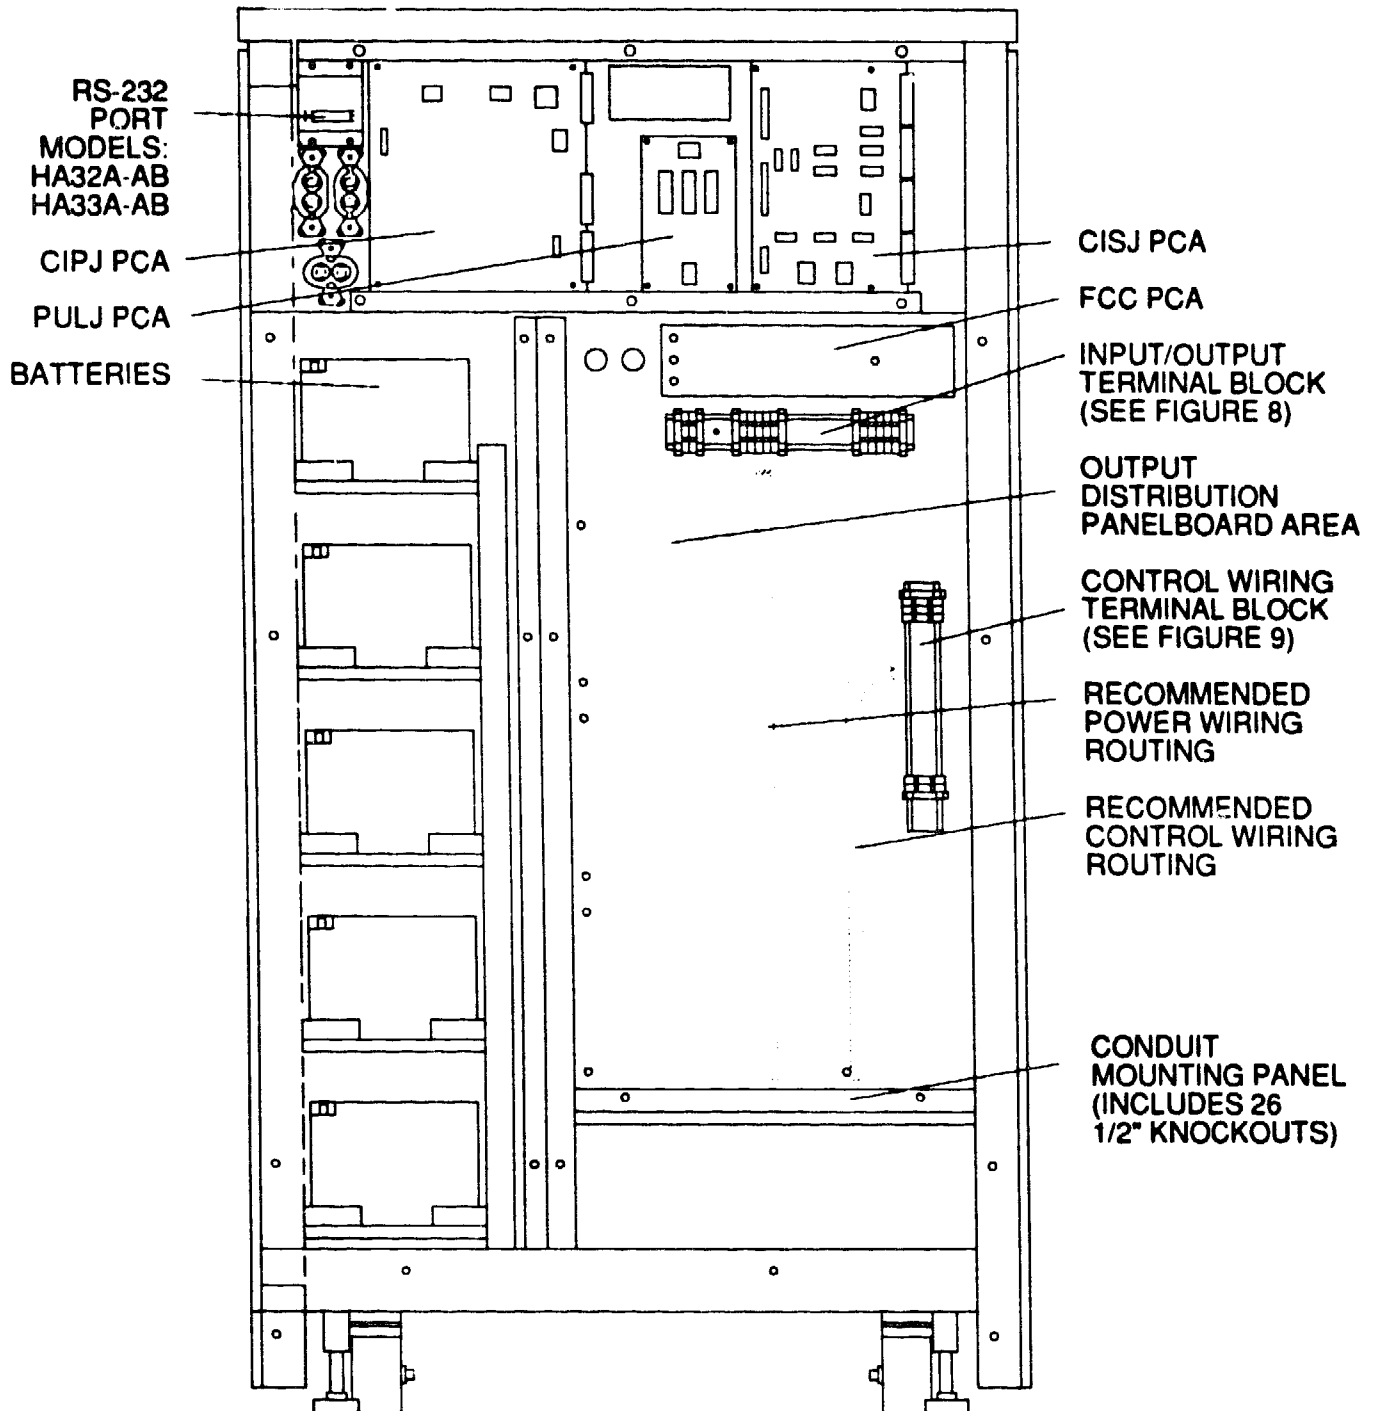 RS-232
PORT
MODELS:
HA32A-AB
HA33A-AB
CIPJ PCA
PULJ PCA
BATTERIES
CISJ PCA
FCC PCA
INPUT/OUTPUT
TERMINAL BLOCK
(SEE FIGURE 8)
OUTPUT
DISTRIBUTION
PANELBOARD AREA
CONTROL WIRING
TERMINAL BLOCK
(SEE FIGURE 9)
RECOMMENDED
POWER WIRING
ROUTING
RECOMMENDED
CONTROL WIRING
ROUTING
CONDUIT
MOUNTING PANEL
(INCLUDES 26
1/2" KNOCKOUTS)